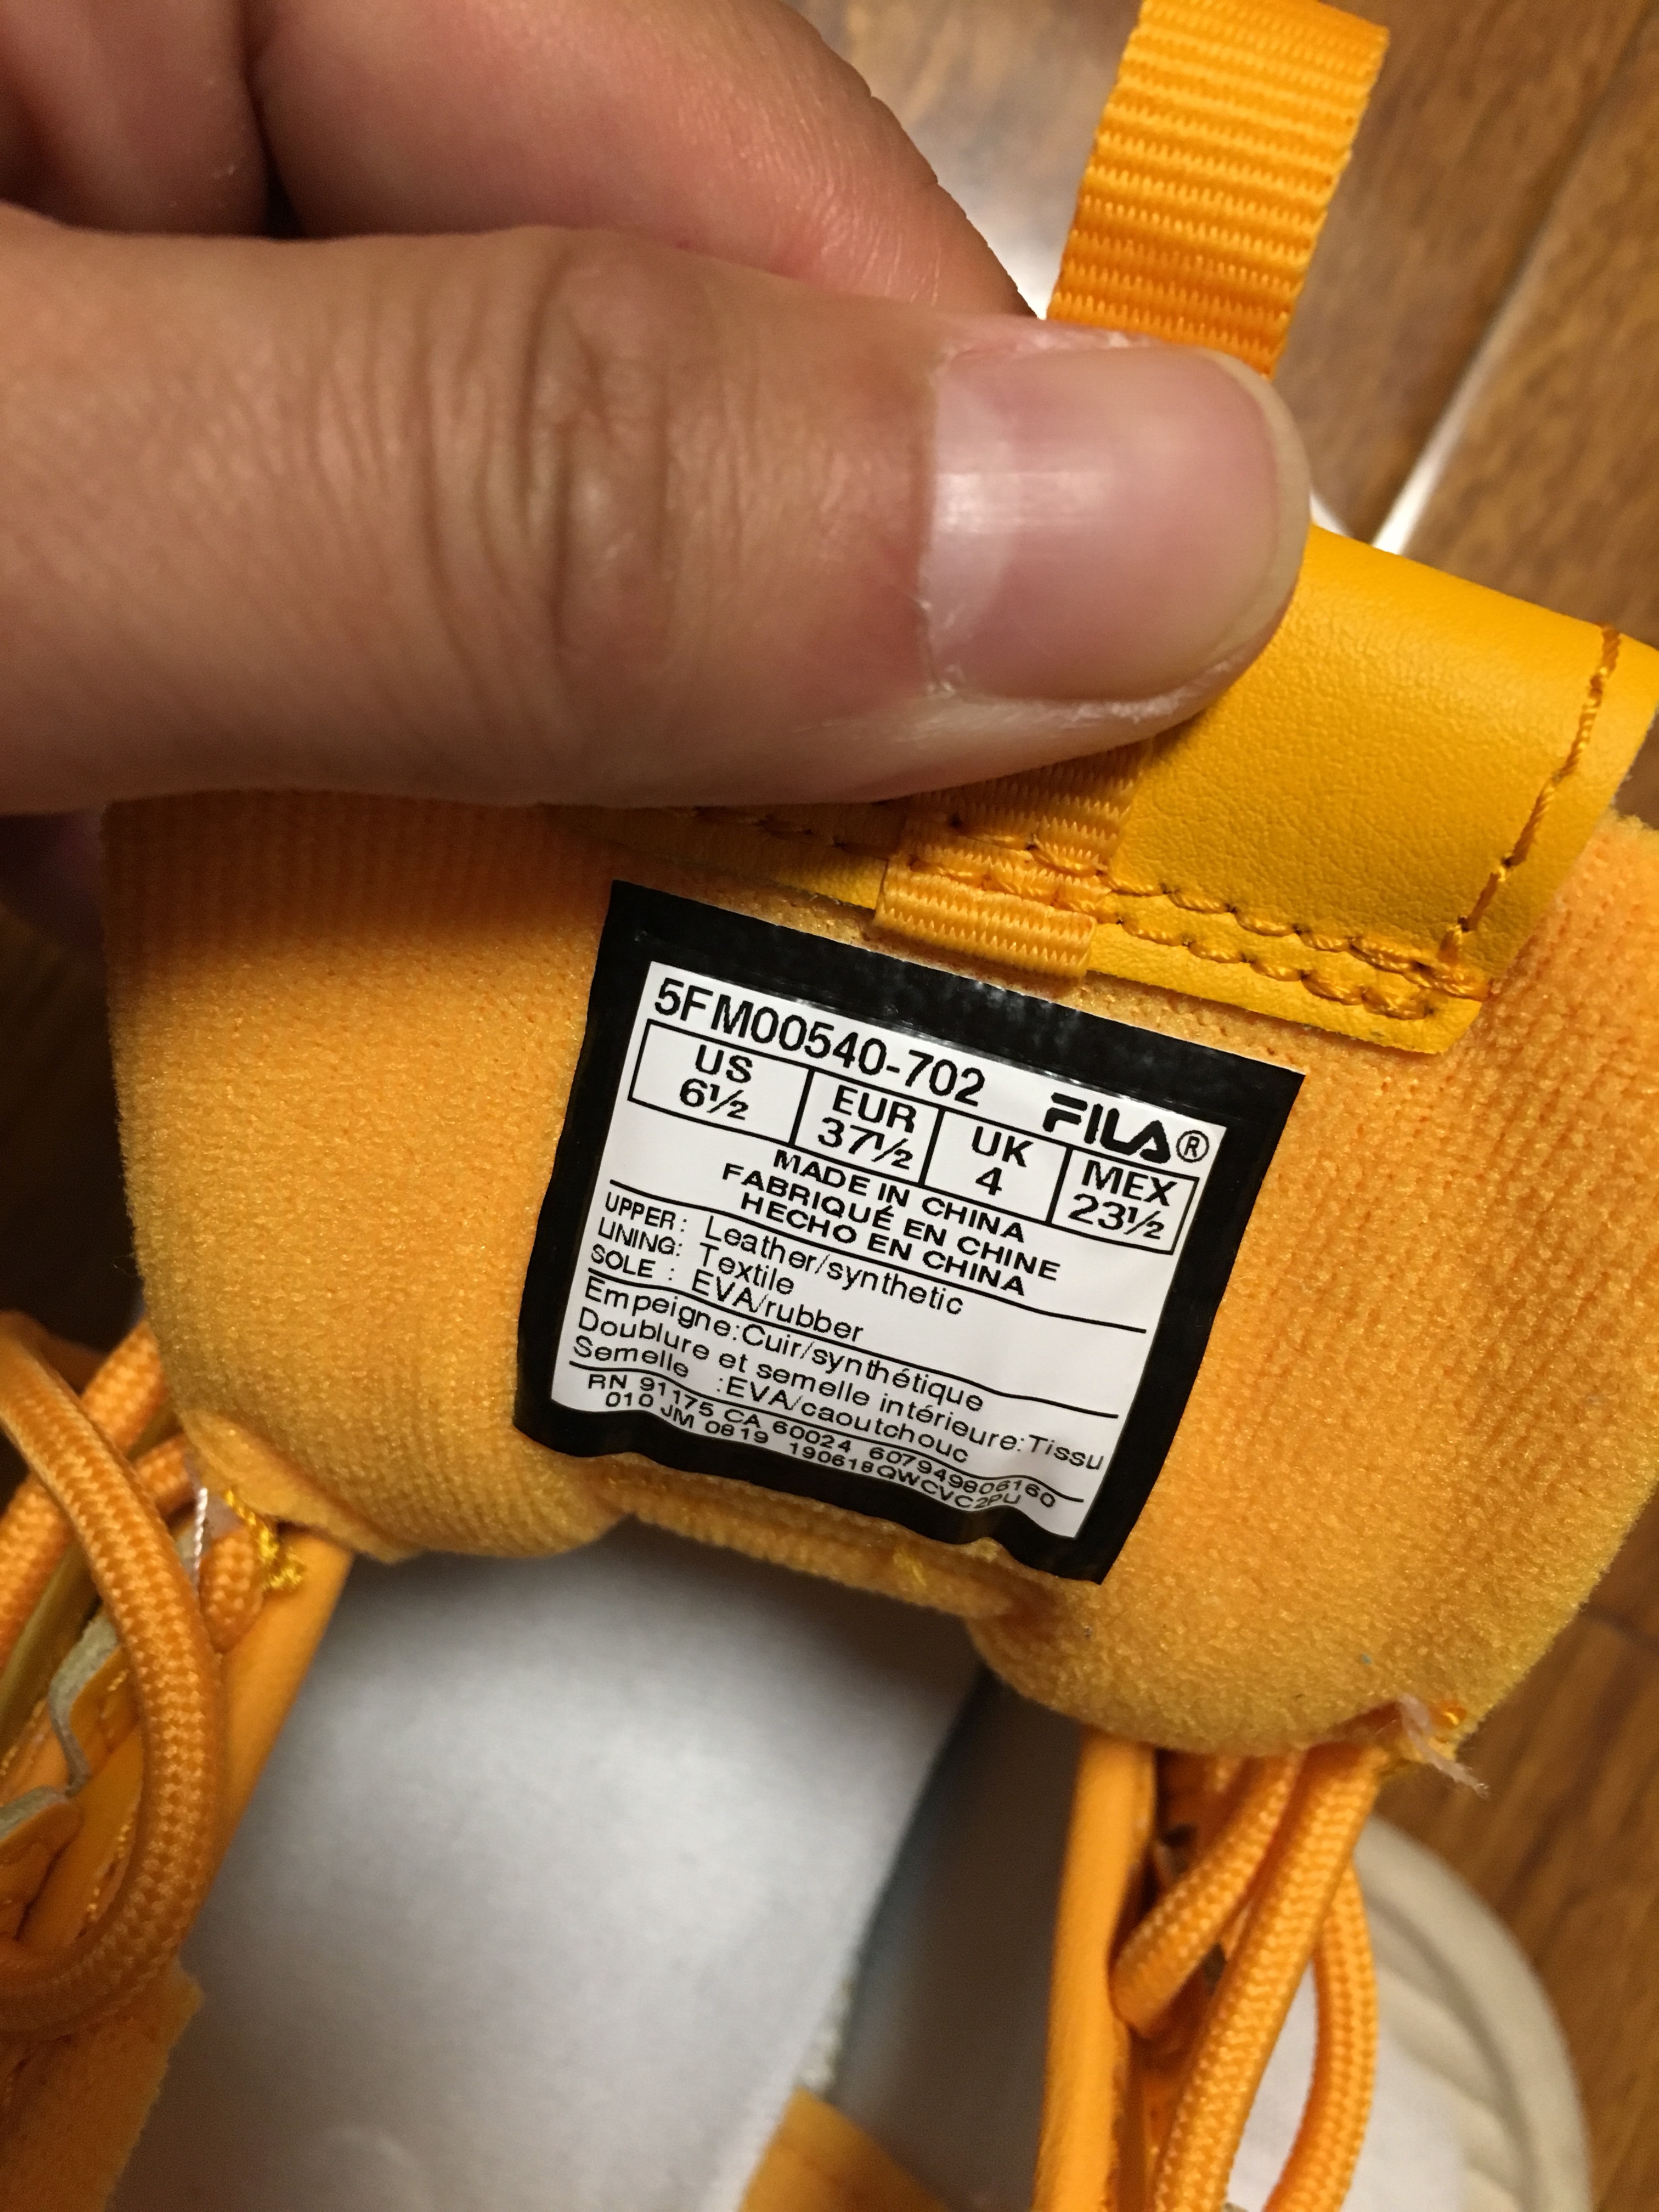 5FM00540-702
FILA®
US EUR UK MEX
6½ 37½ 4 23½
MADE IN CHINA
FABRIQUÉ EN CHINE
HECHO EN CHINA
UPPER: Leather/synthetic
LINING: Textile
SOLE : EVA/rubber
Empeigne:Cuir/synthétique
Doublure et semelle intérieure:Tissu
Semelle :EVA/caoutchouc
RN 91175 CA 60024 607949806160
010 JM 0819 190618QWCVC2PU